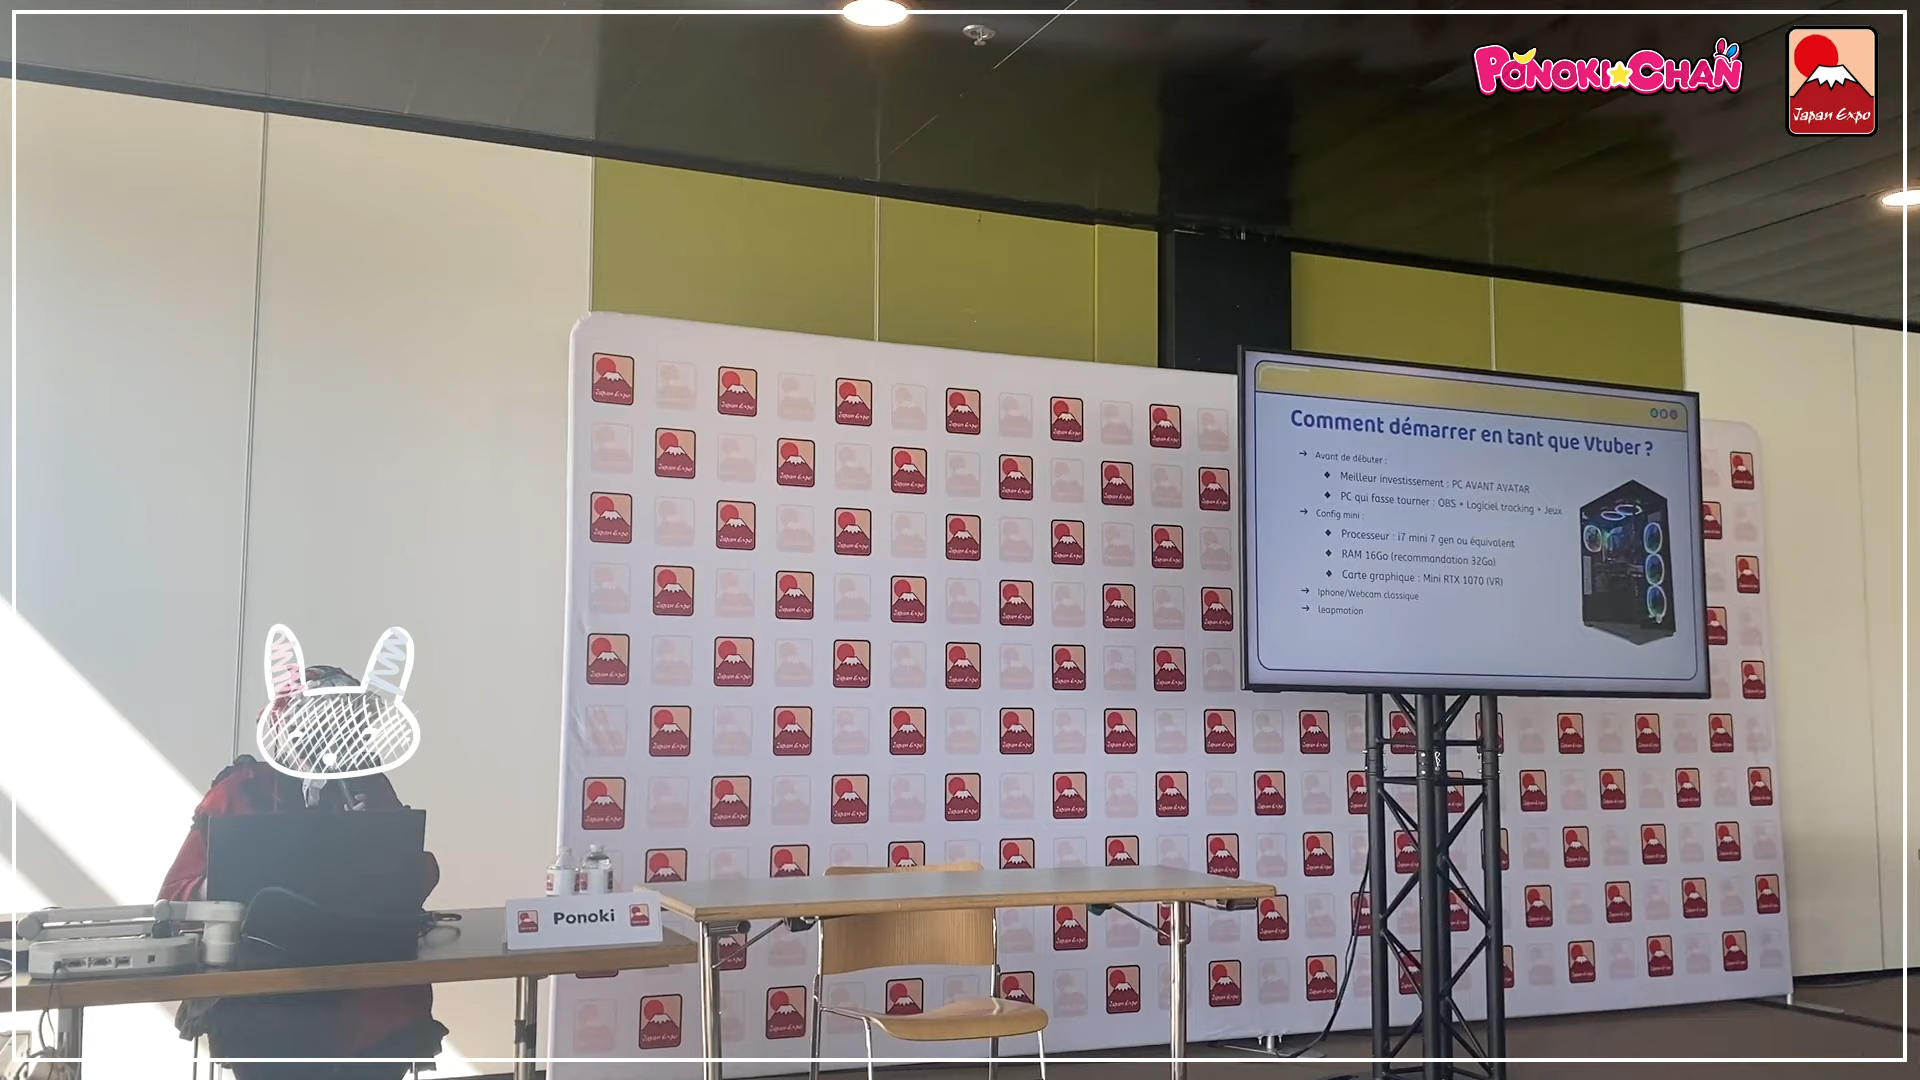 PONOKI CHAN
Japan Expo
Comment démarrer en tant que Vtuber ?
Avant de débuter :
Meilleur investissement : PC AVANT AVATAR
PC qui fasse tourner : OBS + Logiciel tracking + Jeux
Config mini :
Processeur : i7 mini 7 gen ou équivalent
RAM 16Go (recommandation 32Go)
Carte graphique : Mini RTX 1070 (VR)
Iphone/Webcam classique
leapmotion
Ponoki